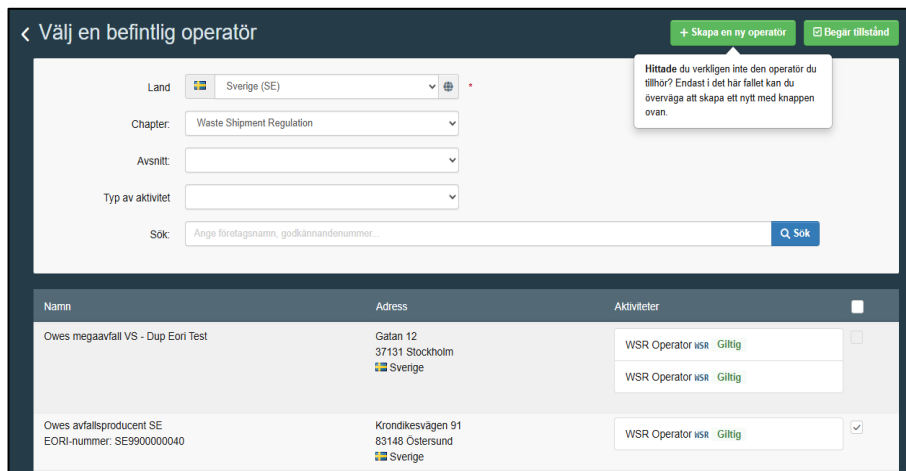 Välj en befintlig operatör
+ Skapa en ny operatör
Begär tillstånd
Hittade du verkligen inte den operatör du
tillhör? Endast i det här fallet kan du
överväga att skapa ett nytt med knappen
ovan.
Land
Sverige (SE)
*
Chapter:
Waste Shipment Regulation
Avsnitt:
Typ av aktivitet
Sök:
Ange företagsnamn, godkännandenummer...
Sök
Namn
Adress
Aktiviteter
Owes megaavfall VS - Dup Eori Test
Gatan 12
37131 Stockholm
Sverige
WSR Operator WSR Giltig
WSR Operator WSR Giltig
Owes avfallsproducent SE
EORI-nummer: SE9900000040
Krondikesvägen 91
83148 Östersund
Sverige
WSR Operator WSR Giltig